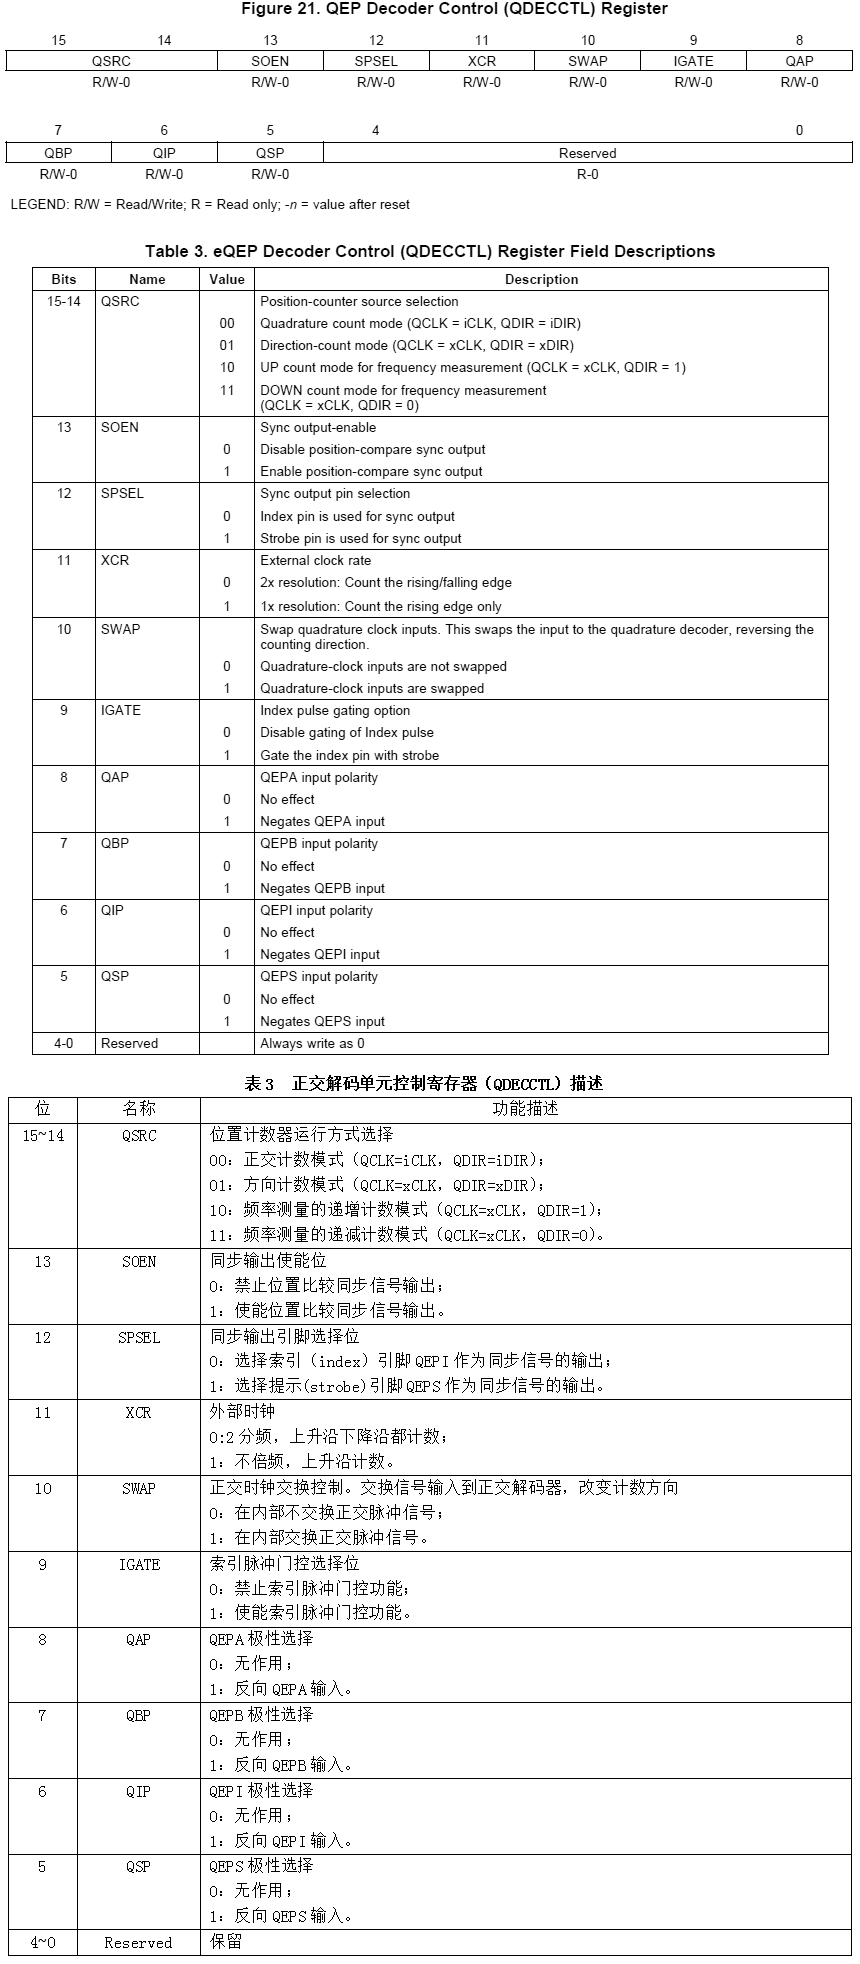 Figure 21. QEP Decoder Control (QDECCTL) Register
15 14 13 12 11 10 9 8
QSRC SOEN SPSEL XCR SWAP IGATE QAP
R/W-0 R/W-0 R/W-0 R/W-0 R/W-0 R/W-0 R/W-0
7 6 5 4 0
QBP QIP QSP Reserved
R/W-0 R/W-0 R/W-0 R-0
LEGEND: R/W = Read/Write; R = Read only; -n = value after reset
Table 3. eQEP Decoder Control (QDECCTL) Register Field Descriptions
Bits Name Value Description
15-14 QSRC Position-counter source selection
00 Quadrature count mode (QCLK = iCLK, QDIR = iDIR)
01 Direction-count mode (QCLK = xCLK, QDIR = xDIR)
10 UP count mode for frequency measurement (QCLK = xCLK, QDIR = 1)
11 DOWN count mode for frequency measurement
(QCLK = xCLK, QDIR = 0)
13 SOEN Sync output-enable
0 Disable position-compare sync output
1 Enable position-compare sync output
12 SPSEL Sync output pin selection
0 Index pin is used for sync output
1 Strobe pin is used for sync output
11 XCR External clock rate
0 2x resolution: Count the rising/falling edge
1 1x resolution: Count the rising edge only
10 SWAP Swap quadrature clock inputs. This swaps the input to the quadrature decoder, reversing the
counting direction.
0 Quadrature-clock inputs are not swapped
1 Quadrature-clock inputs are swapped
9 IGATE Index pulse gating option
0 Disable gating of Index pulse
1 Gate the index pin with strobe
8 QAP QEPA input polarity
0 No effect
1 Negates QEPA input
7 QBP QEPB input polarity
0 No effect
1 Negates QEPB input
6 QIP QEPI input polarity
0 No effect
1 Negates QEPI input
5 QSP QEPS input polarity
0 No effect
1 Negates QEPS input
4-0 Reserved Always write as 0
表 3 正交解码单元控制寄存器（QDECCTL）描述
位 名称 功能描述
15~14 QSRC 位置计数器运行方式选择
00：正交计数模式（QCLK=iCLK，QDIR=iDIR）；
01：方向计数模式（QCLK=xCLK，QDIR=xDIR）；
10：频率测量的递增计数模式（QCLK=xCLK，QDIR=1）；
11：频率测量的递减计数模式（QCLK=xCLK，QDIR=0）。
13 SOEN 同步输出使能位
0：禁止位置比较同步信号输出；
1：使能位置比较同步信号输出。
12 SPSEL 同步输出引脚选择位
0：选择索引（index）引脚 QEPI 作为同步信号的输出；
1：选择提示(strobe)引脚 QEPS 作为同步信号的输出。
11 XCR 外部时钟
0:2 分频，上升沿下降沿都计数；
1：不倍频，上升沿计数。
10 SWAP 正交时钟交换控制。交换信号输入到正交解码器，改变计数方向
0：在内部不交换正交脉冲信号；
1：在内部交换正交脉冲信号。
9 IGATE 索引脉冲门控选择位
0：禁止索引脉冲门控功能；
1：使能索引脉冲门控功能。
8 QAP QEPA 极性选择
0：无作用；
1：反向 QEPA 输入。
7 QBP QEPB 极性选择
0：无作用；
1：反向 QEPB 输入。
6 QIP QEPI 极性选择
0：无作用；
1：反向 QEPI 输入。
5 QSP QEPS 极性选择
0：无作用；
1：反向 QEPS 输入。
4~0 Reserved 保留